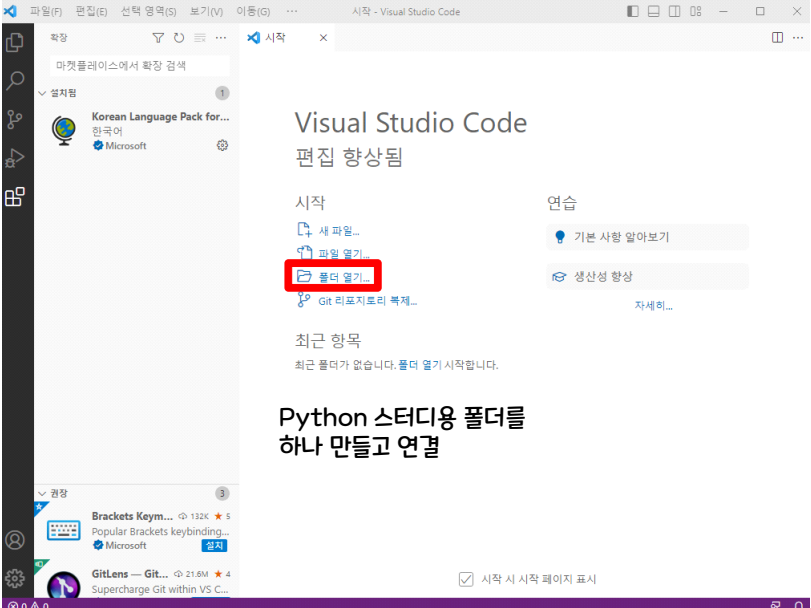 파일(F) 편집(E) 선택 영역(S) 보기(V) 이동(G) ··· 시작 - Visual Studio Code
확장
시작
마켓플레이스에서 확장 검색
설치됨 1
Korean Language Pack for...
한국어
Microsoft
Visual Studio Code
편집 향상됨
시작
새 파일...
파일 열기...
폴더 열기...
Git 리포지토리 복제...
연습
기본 사항 알아보기
생산성 향상
자세히...
최근 항목
최근 폴더가 없습니다. 폴더 열기 시작합니다.
Python 스터디용 폴더를
하나 만들고 연결
권장 3
Brackets Keym... 132K ★ 5
Popular Brackets keybinding...
Microsoft 설치
GitLens — Git... 21.6M ★ 4
Supercharge Git within VS C...
시작 시 시작 페이지 표시
0 0